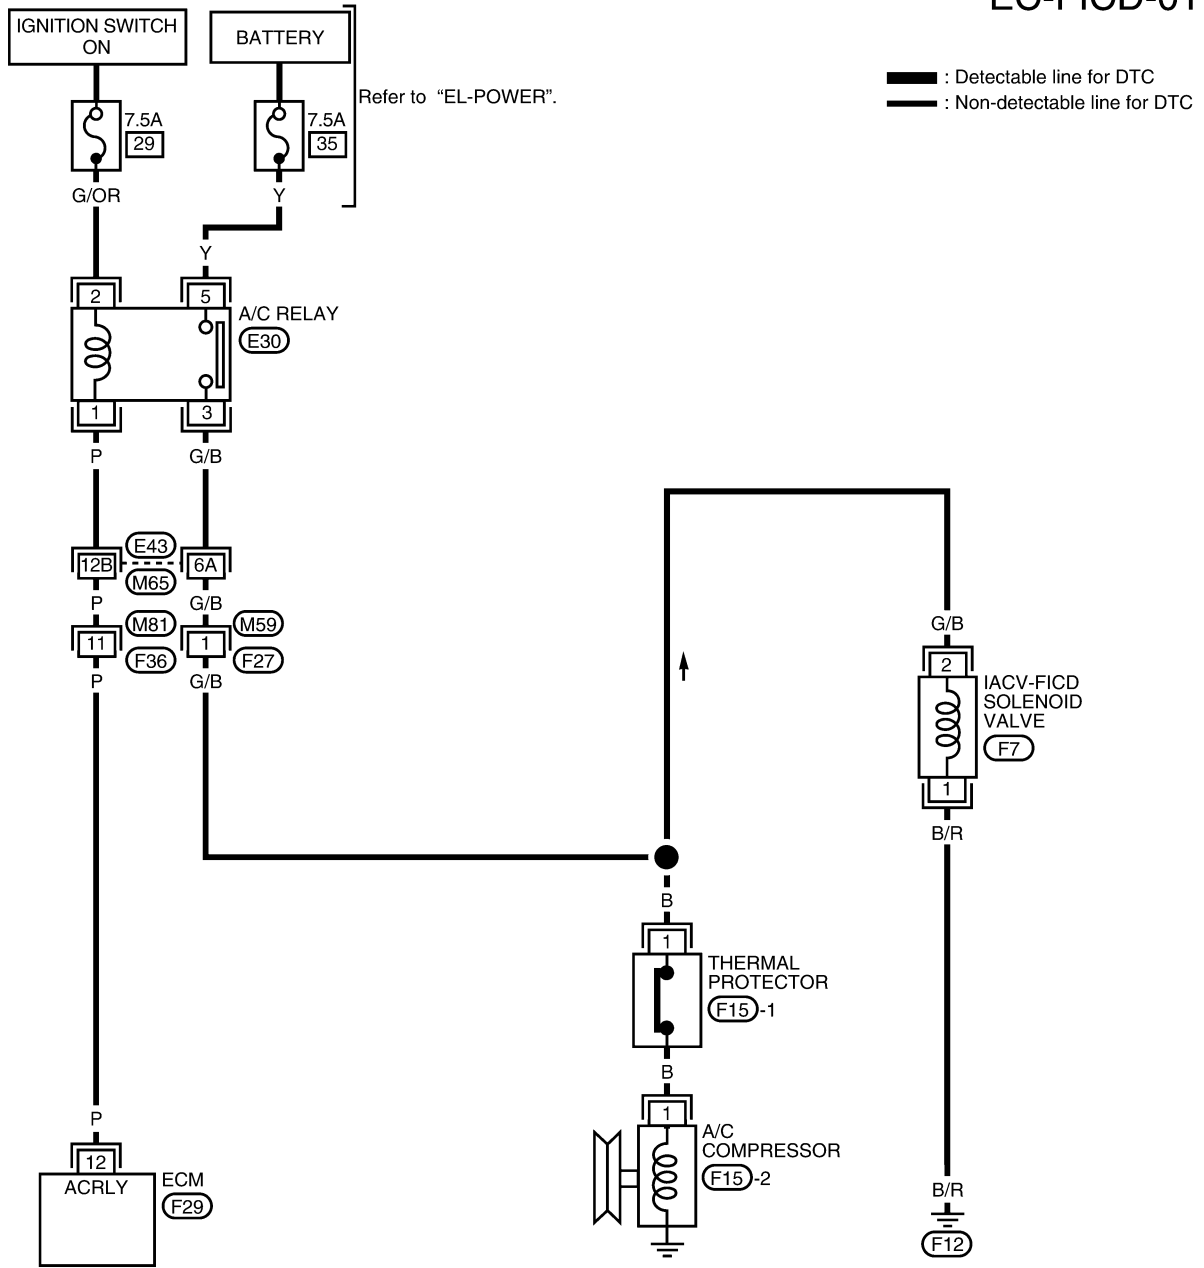 IGNITION SWITCH
ON
BATTERY
Refer to “EL-POWER”.
: Detectable line for DTC
: Non-detectable line for DTC
7.5A
29
7.5A
35
G/OR
Y
Y
2
5
A/C RELAY
E30
1
3
P
G/B
12B
E43
M65
6A
P
G/B
11
M81
F36
1
M59
F27
P
G/B
G/B
2
IACV-FICD
SOLENOID
VALVE
F7
1
B/R
B
1
THERMAL
PROTECTOR
F15 -1
B
1
A/C
COMPRESSOR
F15 -2
P
12
ACRLY
ECM
F29
B/R
F12